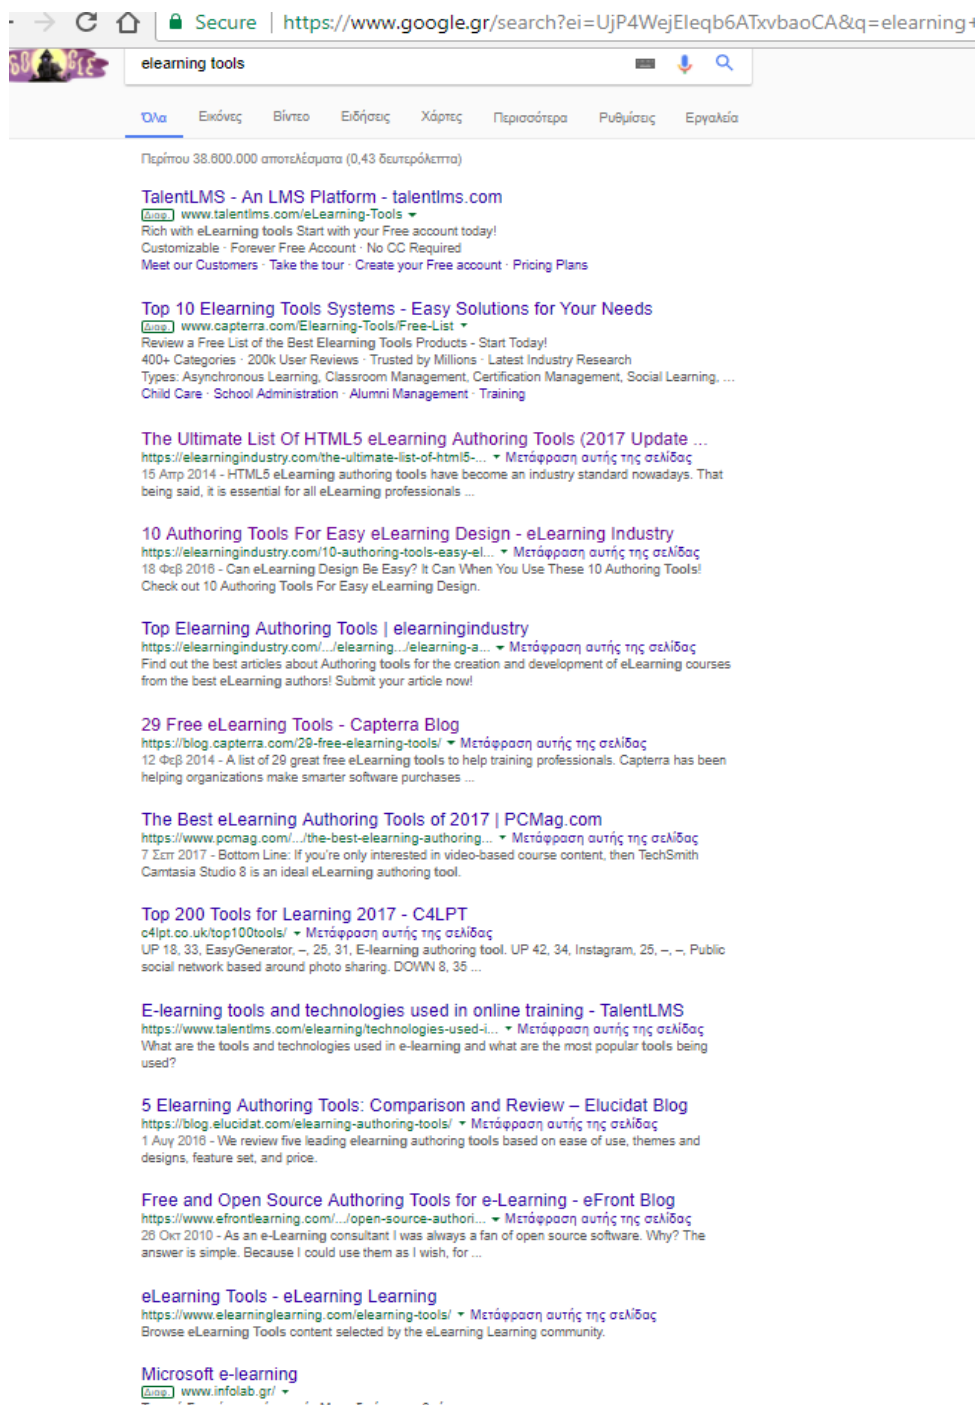 Secure | https://www.google.gr/search?ei=UjP4WejEleqb6ATxvbaoCA&q=elearning+
elearning tools
Όλα Εικόνες Βίντεο Ειδήσεις Χάρτες Περισσότερα Ρυθμίσεις Εργαλεία
Περίπου 38.600.000 αποτελέσματα (0,43 δευτερόλεπτα)
TalentLMS - An LMS Platform - talentlms.com
Διαφ. www.talentlms.com/eLearning-Tools
Rich with eLearning tools Start with your Free account today!
Customizable · Forever Free Account · No CC Required
Meet our Customers · Take the tour · Create your Free account · Pricing Plans
Top 10 Elearning Tools Systems - Easy Solutions for Your Needs
Διαφ. www.capterra.com/Elearning-Tools/Free-List
Review a Free List of the Best Elearning Tools Products - Start Today!
400+ Categories · 200k User Reviews · Trusted by Millions · Latest Industry Research
Types: Asynchronous Learning, Classroom Management, Certification Management, Social Learning, ...
Child Care · School Administration · Alumni Management · Training
The Ultimate List Of HTML5 eLearning Authoring Tools (2017 Update ...
https://elearningindustry.com/the-ultimate-list-of-html5-... Μετάφραση αυτής της σελίδας
15 Απρ 2014 - HTML5 eLearning authoring tools have become an industry standard nowadays. That
being said, it is essential for all eLearning professionals ...
10 Authoring Tools For Easy eLearning Design - eLearning Industry
https://elearningindustry.com/10-authoring-tools-easy-el... Μετάφραση αυτής της σελίδας
18 Φεβ 2016 - Can eLearning Design Be Easy? It Can When You Use These 10 Authoring Tools!
Check out 10 Authoring Tools For Easy eLearning Design.
Top Elearning Authoring Tools | elearningindustry
https://elearningindustry.com/.../elearning.../elearning-a... Μετάφραση αυτής της σελίδας
Find out the best articles about Authoring tools for the creation and development of eLearning courses
from the best eLearning authors! Submit your article now!
29 Free eLearning Tools - Capterra Blog
https://blog.capterra.com/29-free-elearning-tools/ Μετάφραση αυτής της σελίδας
12 Φεβ 2014 - A list of 29 great free eLearning tools to help training professionals. Capterra has been
helping organizations make smarter software purchases ...
The Best eLearning Authoring Tools of 2017 | PCMag.com
https://www.pcmag.com/.../the-best-elearning-authoring... Μετάφραση αυτής της σελίδας
7 Σεπ 2017 - Bottom Line: If you're only interested in video-based course content, then TechSmith
Camtasia Studio 8 is an ideal eLearning authoring tool.
Top 200 Tools for Learning 2017 - C4LPT
c4lpt.co.uk/top100tools/ Μετάφραση αυτής της σελίδας
UP 18, 33, EasyGenerator, –, 25, 31, E-learning authoring tool. UP 42, 34, Instagram, 25, –, –, Public
social network based around photo sharing. DOWN 8, 35 ...
E-learning tools and technologies used in online training - TalentLMS
https://www.talentlms.com/elearning/technologies-used-i... Μετάφραση αυτής της σελίδας
What are the tools and technologies used in e-learning and what are the most popular tools being
used?
5 Elearning Authoring Tools: Comparison and Review – Elucidat Blog
https://blog.elucidat.com/elearning-authoring-tools/ Μετάφραση αυτής της σελίδας
1 Αυγ 2016 - We review five leading elearning authoring tools based on ease of use, themes and
designs, feature set, and price.
Free and Open Source Authoring Tools for e-Learning - eFront Blog
https://www.efrontlearning.com/.../open-source-authori... Μετάφραση αυτής της σελίδας
26 Οκτ 2010 - As an e-Learning consultant I was always a fan of open source software. Why? The
answer is simple. Because I could use them as I wish, for ...
eLearning Tools - eLearning Learning
https://www.elearninglearning.com/elearning-tools/ Μετάφραση αυτής της σελίδας
Browse eLearning Tools content selected by the eLearning Learning community.
Microsoft e-learning
Διαφ. www.infolab.gr/